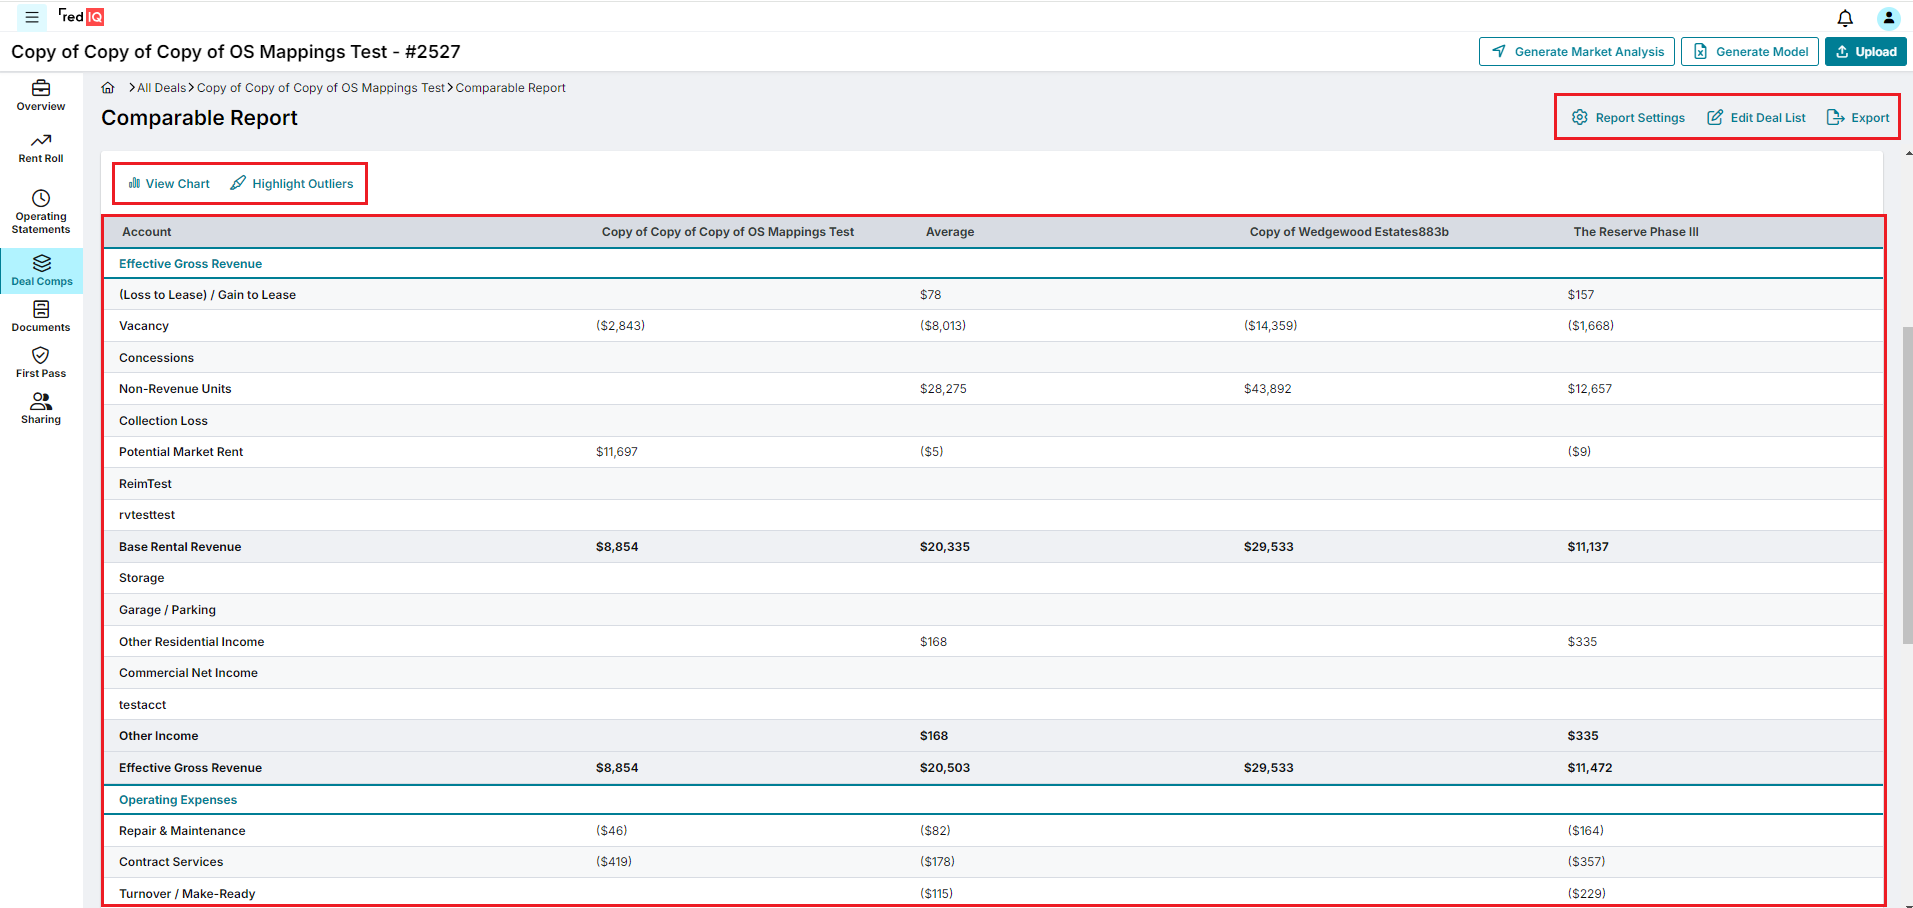 red IQ
Copy of Copy of Copy of OS Mappings Test - #2527
Generate Market Analysis Generate Model Upload
Overview
Rent Roll
Operating
Statements
Deal Comps
Documents
First Pass
Sharing
All Deals Copy of Copy of Copy of OS Mappings Test Comparable Report
Comparable Report
Report Settings Edit Deal List Export
View Chart Highlight Outliers
Account Copy of Copy of Copy of OS Mappings Test Average Copy of Wedgewood Estates883b The Reserve Phase III
Effective Gross Revenue
(Loss to Lease) / Gain to Lease $78 $157
Vacancy ($2,843) ($8,013) ($14,359) ($1,668)
Concessions
Non-Revenue Units $28,275 $43,892 $12,657
Collection Loss
Potential Market Rent $11,697 ($5) ($9)
ReimTest
rvtesttest
Base Rental Revenue $8,854 $20,335 $29,533 $11,137
Storage
Garage / Parking
Other Residential Income $168 $335
Commercial Net Income
testacct
Other Income $168 $335
Effective Gross Revenue $8,854 $20,503 $29,533 $11,472
Operating Expenses
Repair & Maintenance ($46) ($82) ($164)
Contract Services ($419) ($178) ($357)
Turnover / Make-Ready ($115) ($229)